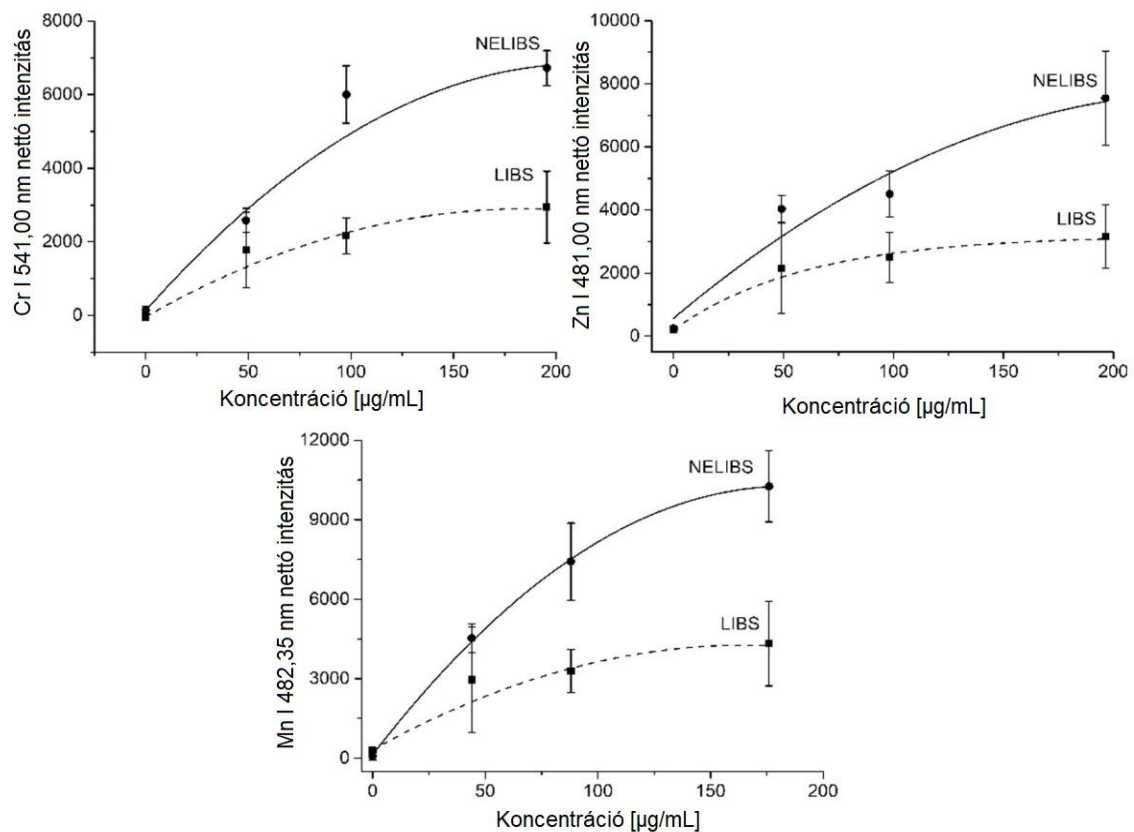 8000
6000
4000
2000
0
Cr I 541,00 nm nettó intenzitás
NELIBS
LIBS
0 50 100 150 200
Koncentráció [µg/mL]
10000
8000
6000
4000
2000
0
Zn I 481,00 nm nettó intenzitás
NELIBS
LIBS
0 50 100 150 200
Koncentráció [µg/mL]
12000
9000
6000
3000
0
Mn I 482,35 nm nettó intenzitás
NELIBS
LIBS
0 50 100 150 200
Koncentráció [µg/mL]